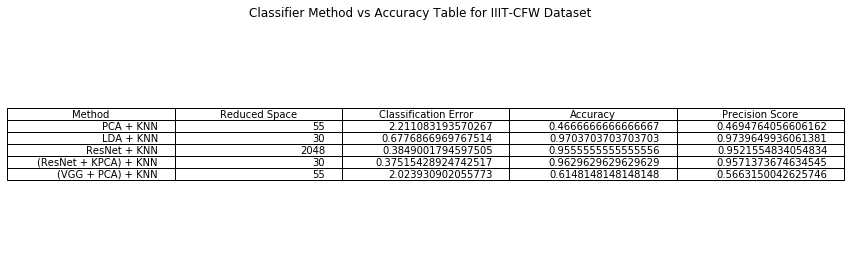 Classifier Method vs Accuracy Table for IIIT-CFW Dataset
Method Reduced Space Classification Error Accuracy Precision Score
PCA + KNN 55 2.211083193570267 0.4666666666666667 0.4694764056606162
LDA + KNN 30 0.6776866969767514 0.9703703703703703 0.9739649936061381
ResNet + KNN 2048 0.3849001794597505 0.9555555555555556 0.9521554834054834
(ResNet + KPCA) + KNN 30 0.37515428924742517 0.9629629629629629 0.9571373674634545
(VGG + PCA) + KNN 55 2.023930902055773 0.6148148148148148 0.5663150042625746